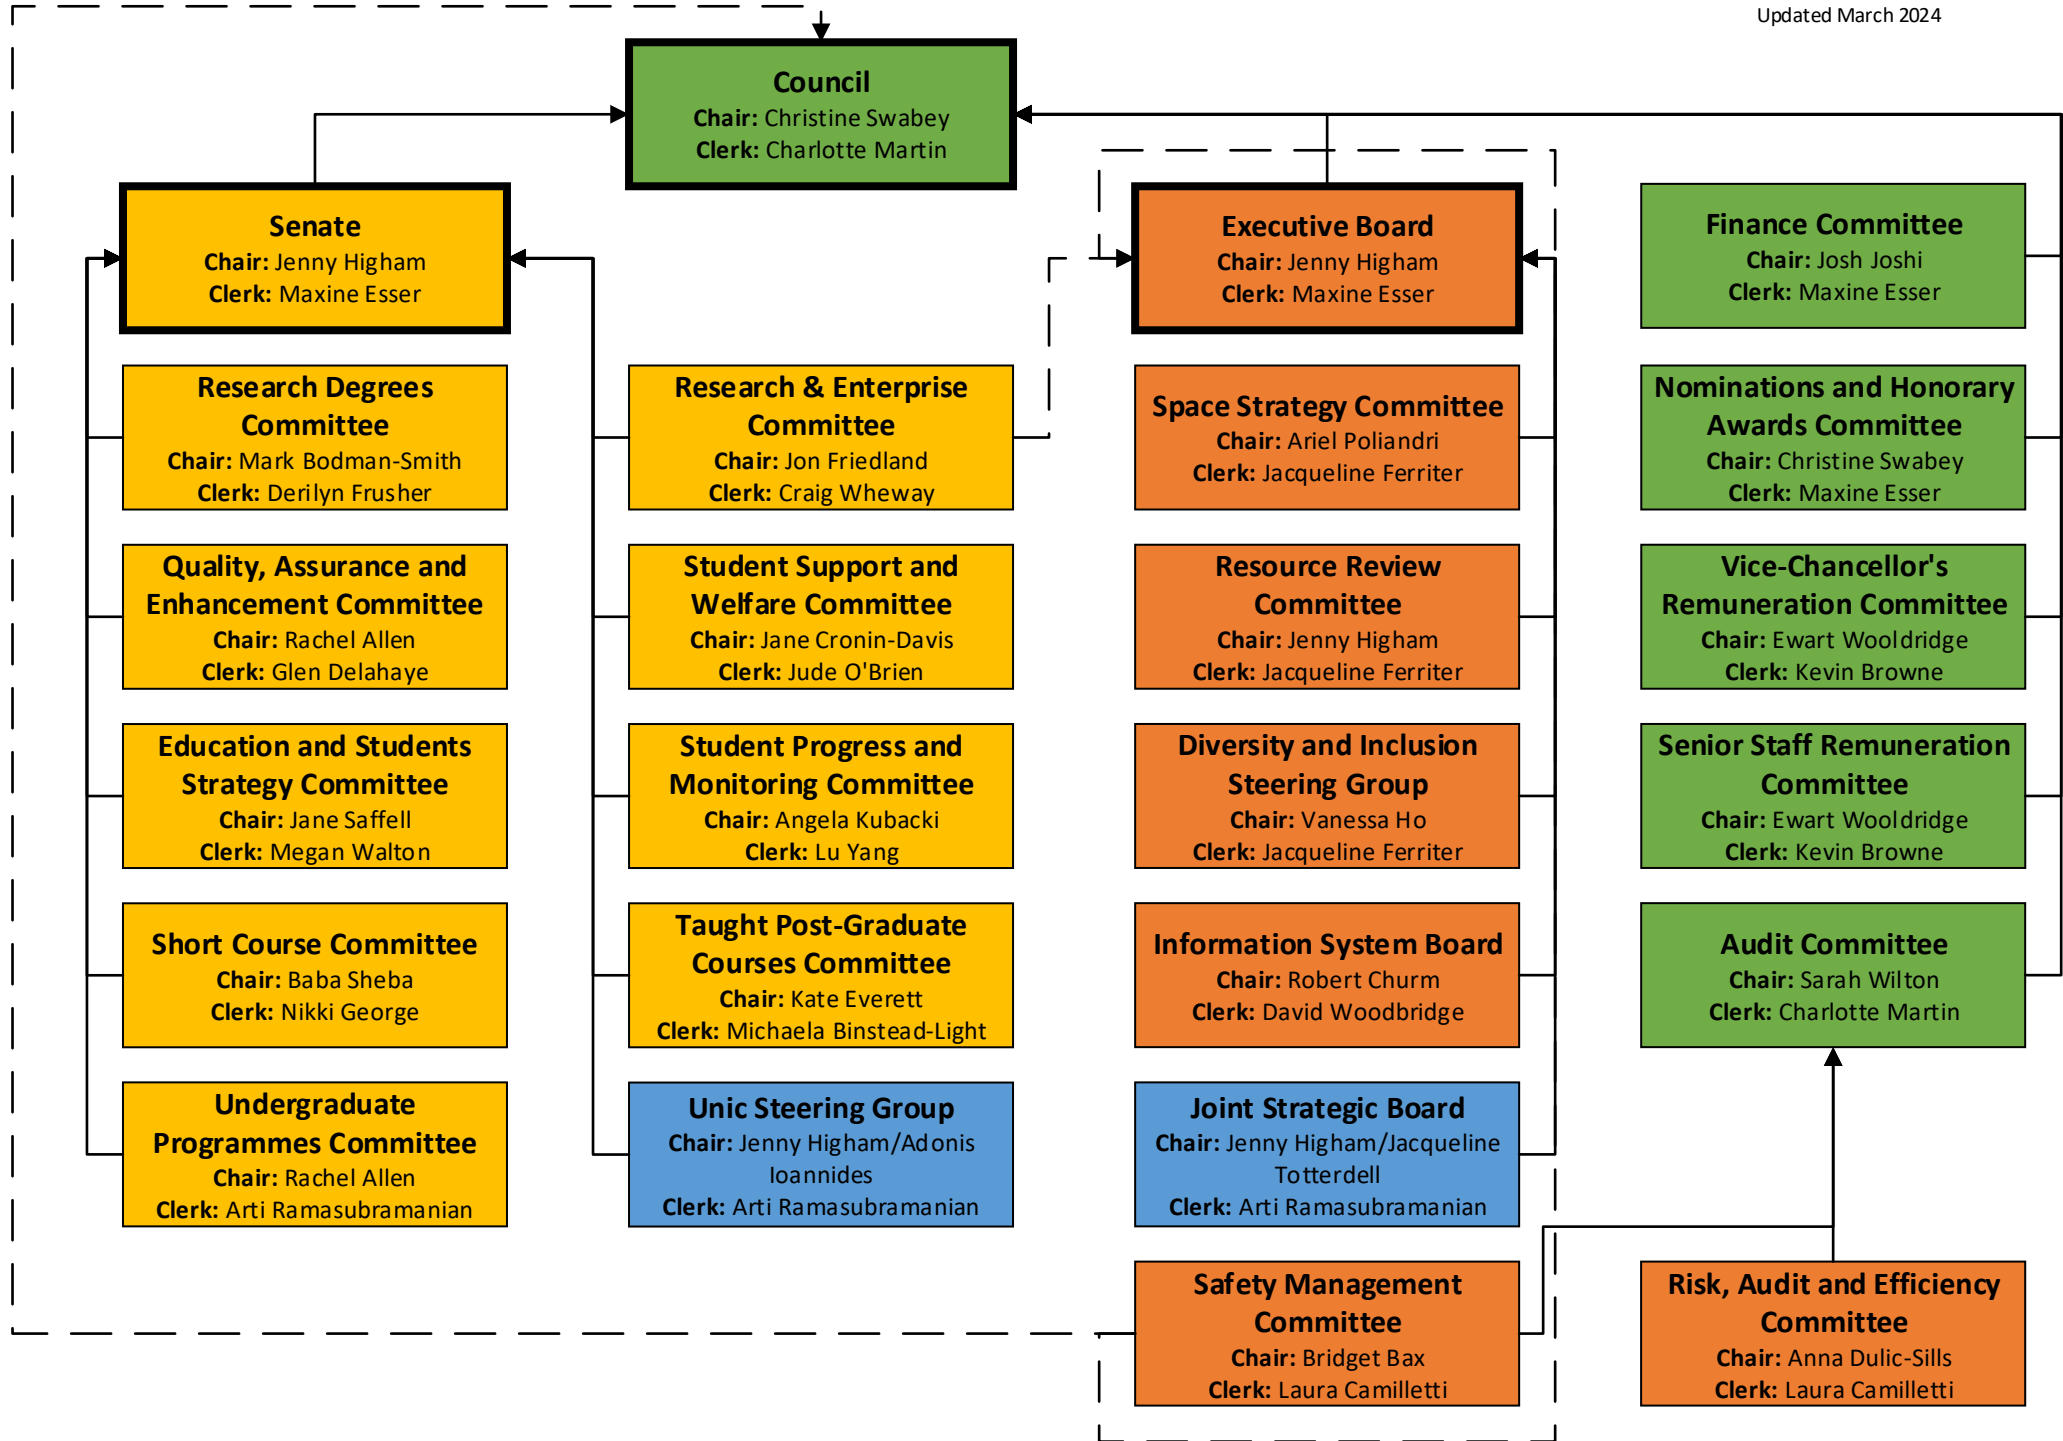 Updated March 2024
Council
Chair: Christine Swabey
Clerk: Charlotte Martin
Senate
Chair: Jenny Higham
Clerk: Maxine Esser
Executive Board
Chair: Jenny Higham
Clerk: Maxine Esser
Finance Committee
Chair: Josh Joshi
Clerk: Maxine Esser
Research Degrees
Committee
Chair: Mark Bodman-Smith
Clerk: Derilyn Frusher
Research & Enterprise
Committee
Chair: Jon Friedland
Clerk: Craig Wheway
Space Strategy Committee
Chair: Ariel Poliandri
Clerk: Jacqueline Ferriter
Nominations and Honorary
Awards Committee
Chair: Christine Swabey
Clerk: Maxine Esser
Quality, Assurance and
Enhancement Committee
Chair: Rachel Allen
Clerk: Glen Delahaye
Student Support and
Welfare Committee
Chair: Jane Cronin-Davis
Clerk: Jude O'Brien
Resource Review
Committee
Chair: Jenny Higham
Clerk: Jacqueline Ferriter
Vice-Chancellor's
Remuneration Committee
Chair: Ewart Wooldridge
Clerk: Kevin Browne
Education and Students
Strategy Committee
Chair: Jane Saffell
Clerk: Megan Walton
Student Progress and
Monitoring Committee
Chair: Angela Kubacki
Clerk: Lu Yang
Diversity and Inclusion
Steering Group
Chair: Vanessa Ho
Clerk: Jacqueline Ferriter
Senior Staff Remuneration
Committee
Chair: Ewart Wooldridge
Clerk: Kevin Browne
Short Course Committee
Chair: Baba Sheba
Clerk: Nikki George
Taught Post-Graduate
Courses Committee
Chair: Kate Everett
Clerk: Michaela Binstead-Light
Information System Board
Chair: Robert Churm
Clerk: David Woodbridge
Audit Committee
Chair: Sarah Wilton
Clerk: Charlotte Martin
Undergraduate
Programmes Committee
Chair: Rachel Allen
Clerk: Arti Ramasubramanian
Unic Steering Group
Chair: Jenny Higham/Adonis
Ioannides
Clerk: Arti Ramasubramanian
Joint Strategic Board
Chair: Jenny Higham/Jacqueline
Totterdell
Clerk: Arti Ramasubramanian
Safety Management
Committee
Chair: Bridget Bax
Clerk: Laura Camilletti
Risk, Audit and Efficiency
Committee
Chair: Anna Dulic-Sills
Clerk: Laura Camilletti